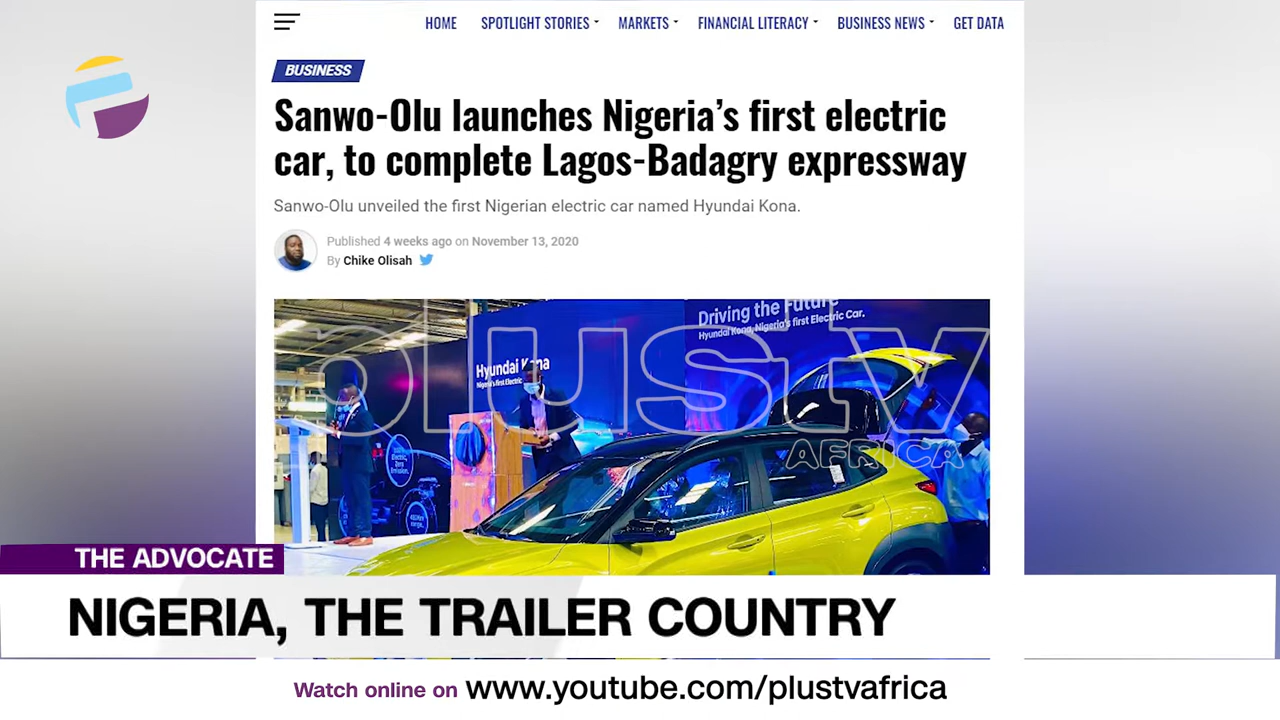 HOME SPOTLIGHT STORIES MARKETS FINANCIAL LITERACY BUSINESS NEWS GET DATA
BUSINESS
Sanwo-Olu launches Nigeria's first electric
car, to complete Lagos-Badagry expressway
Sanwo-Olu unveiled the first Nigerian electric car named Hyundai Kona.
Published 4 weeks ago on November 13, 2020
By Chike Olisah
Driving the Future
Hyundai Kona, Nigeria's first Electric Car.
plustv
AFRICA
Hyundai Kona
Nigeria's first Electric
THE ADVOCATE
NIGERIA, THE TRAILER COUNTRY
Watch online on www.youtube.com/plustvafrica